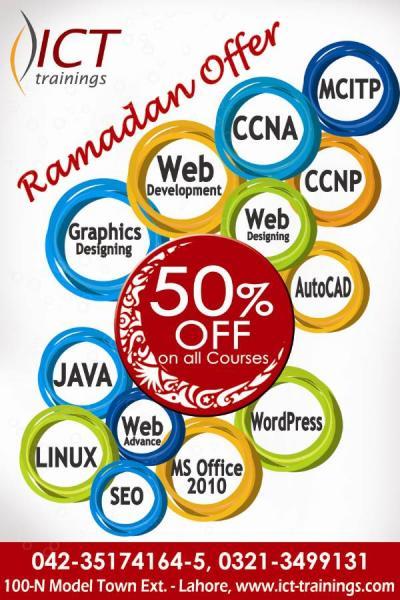 ICT
trainings
Ramadan Offer
MCITP
CCNA
Web
Development
CCNP
Graphics
Designing
Web
Designing
AutoCAD
50%
OFF
on all Courses
JAVA
Web
Advance
WordPress
LINUX
MS Office
2010
SEO
042-35174164-5, 0321-3499131
100-N Model Town Ext. - Lahore, www.ict-trainings.com